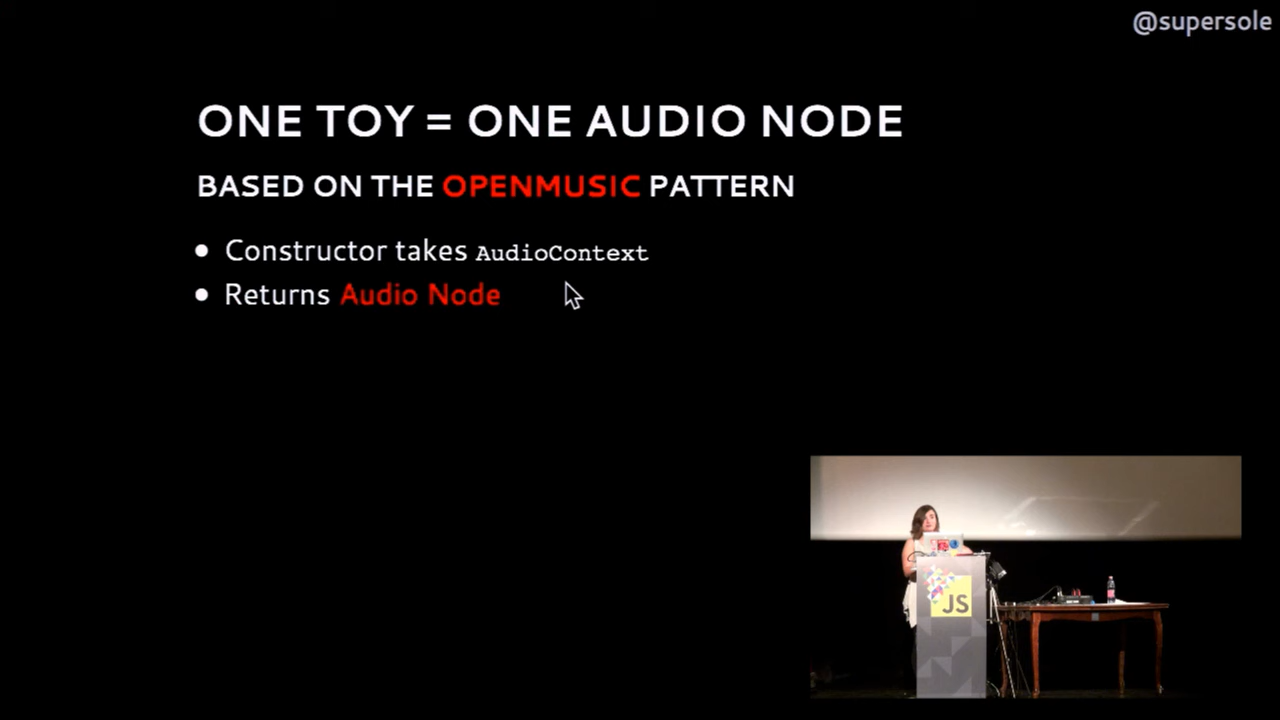 @supersole
ONE TOY = ONE AUDIO NODE
BASED ON THE OPENMUSIC PATTERN
• Constructor takes AudioContext
• Returns Audio Node
JS